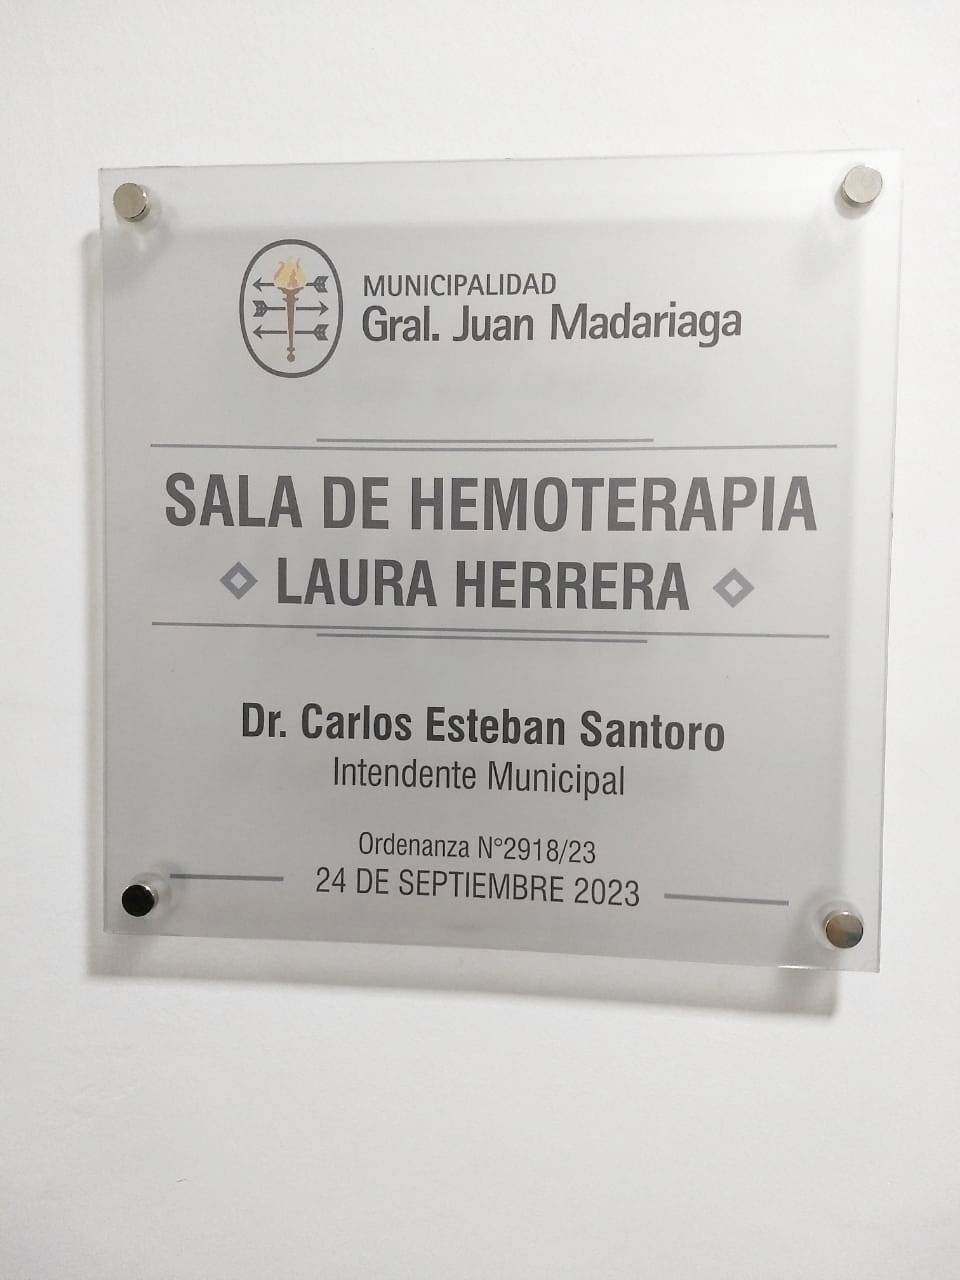 MUNICIPALIDAD
Gral. Juan Madariaga
SALA DE HEMOTERAPIA
LAURA HERRERA
Dr. Carlos Esteban Santoro
Intendente Municipal
Ordenanza N°2918/23
24 DE SEPTIEMBRE 2023